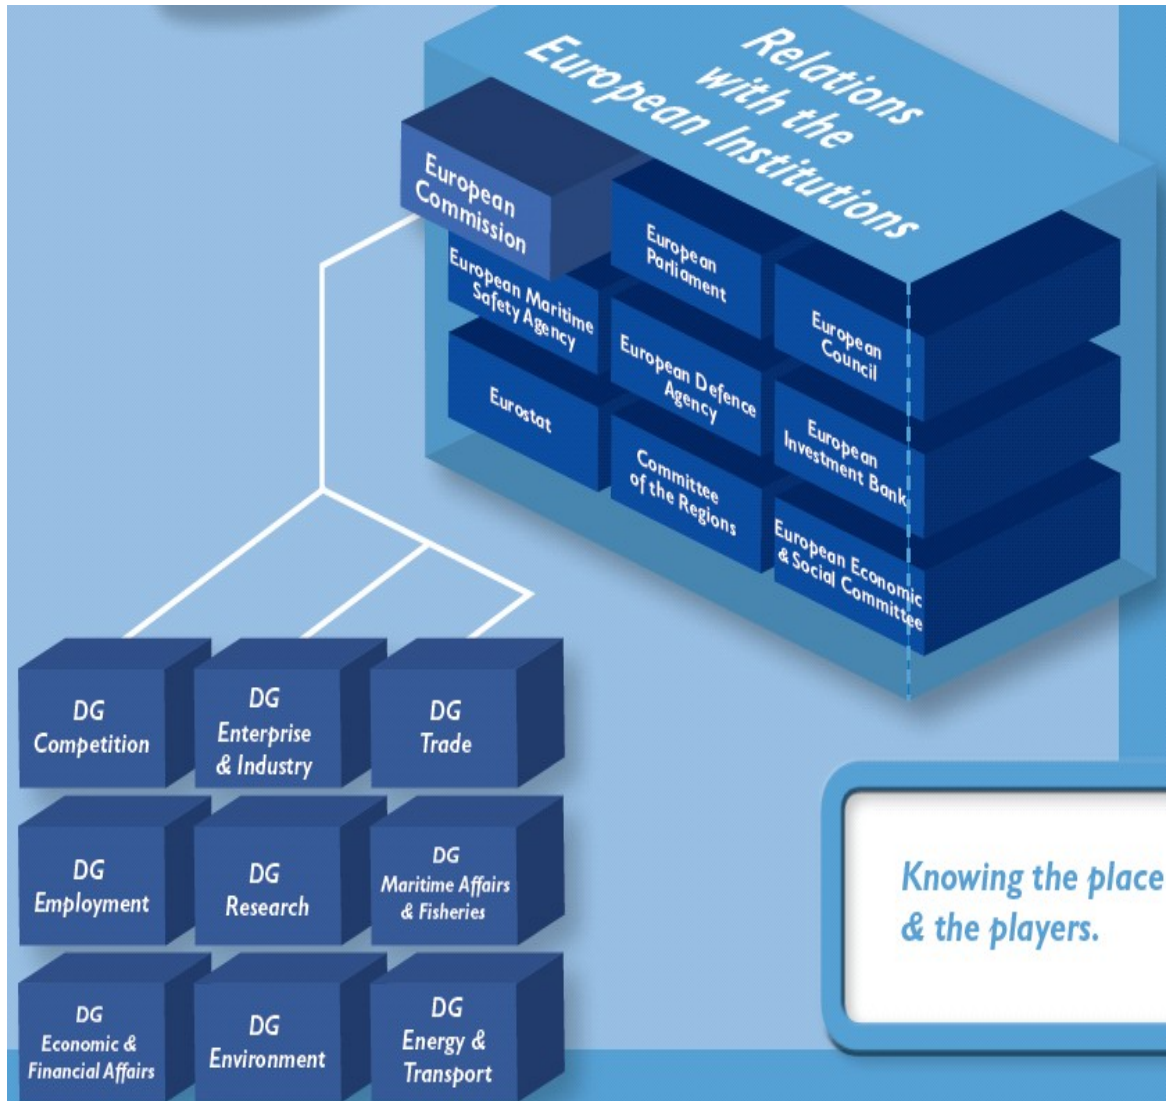 Relations
with the
European Institutions
European
Commission
European
Parliament
European
Council
European Maritime
Safety Agency
European Defence
Agency
European
Investment Bank
Eurostat
Committee
of the Regions
European Economic
& Social Committee
DG
Competition
DG
Enterprise
& Industry
DG
Trade
DG
Employment
DG
Research
DG
Maritime Affairs
& Fisheries
DG
Economic &
Financial Affairs
DG
Environment
DG
Energy &
Transport
Knowing the place
& the players.